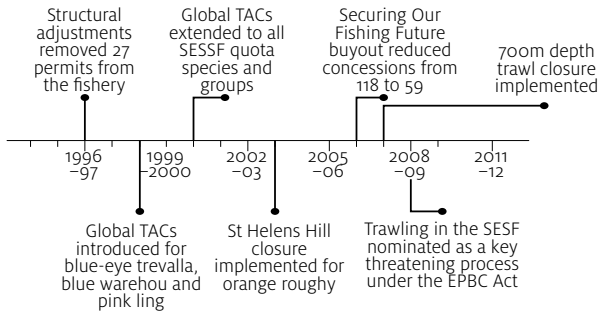 Structural
adjustments
removed 27
permits from
the fishery
Global TACs
extended to all
SESSF quota
species and
groups
Securing Our
Fishing Future
buyout reduced
concessions from
118 to 59
700m depth
trawl closure
implemented
1996
–97
1999
–2000
2002
–03
2005
–06
2008
–09
2011
–12
Global TACs
introduced for
blue-eye trevalla,
blue warehou and
pink ling
St Helens Hill
closure
implemented for
orange roughy
Trawling in the SESF
nominated as a key
threatening process
under the EPBC Act